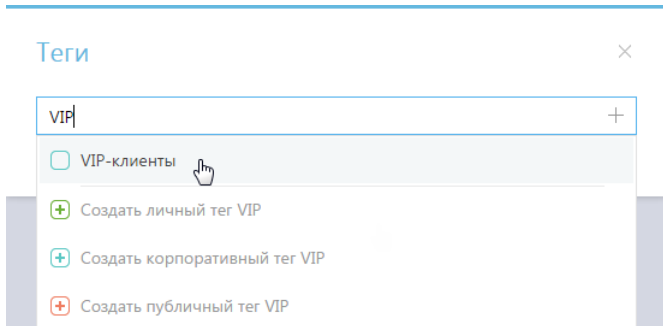 Теги
VIP
VIP-клиенты
Создать личный тег VIP
Создать корпоративный тег VIP
Создать публичный тег VIP